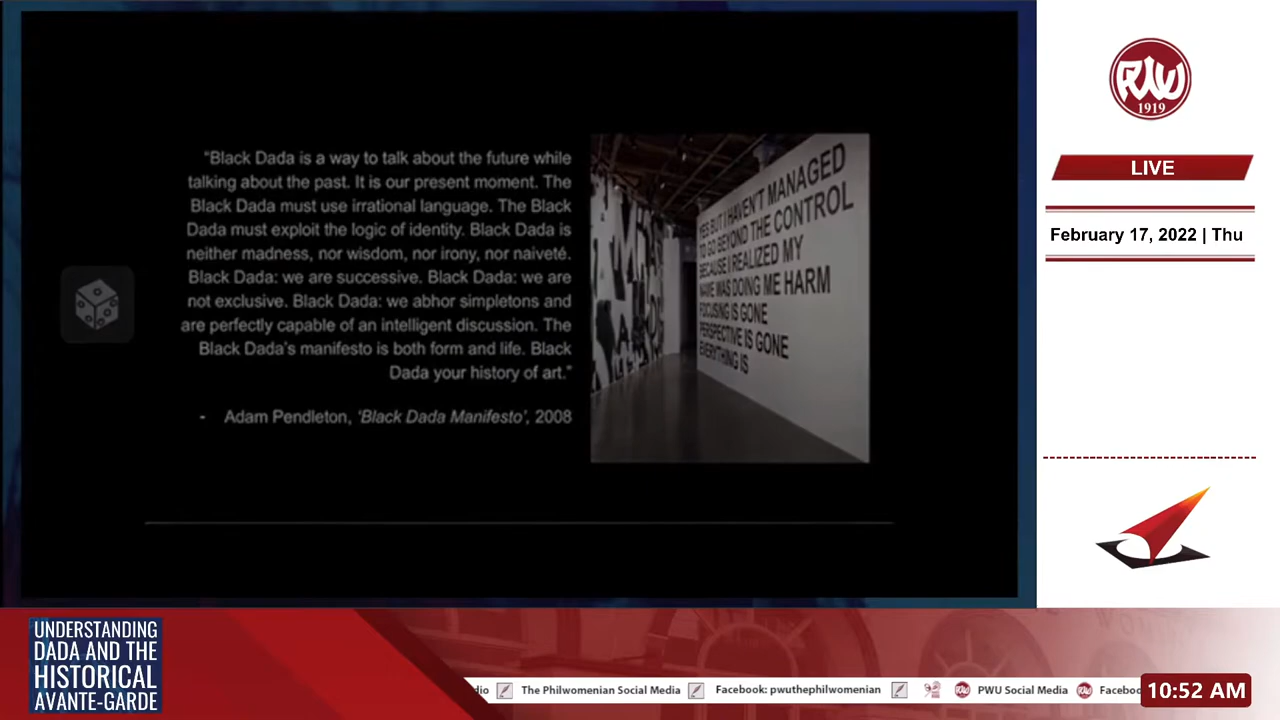 "Black Dada is a way to talk about the future while
talking about the past. It is our present moment. The
Black Dada must use irrational language. The Black
Dada must exploit the logic of identity. Black Dada is
neither madness, nor wisdom, nor irony, nor naiveté.
Black Dada: we are successive. Black Dada: we are
not exclusive. Black Dada: we abhor simpletons and
are perfectly capable of an intelligent discussion. The
Black Dada's manifesto is both form and life. Black
Dada your history of art."
- Adam Pendleton, 'Black Dada Manifesto', 2008
YES BUT I HAVEN'T MANAGED
TO GO BEYOND THE CONTROL
BECAUSE I REALIZED MY
NAME WAS DOING ME HARM
FOCUSING IS GONE
PERSPECTIVE IS GONE
EVERYTHING IS
PWU
1919
LIVE
February 17, 2022 | Thu
UNDERSTANDING
DADA AND THE
HISTORICAL
AVANTE-GARDE
dio The Philwomenian Social Media Facebook: pwuthephilwomenian PWU Social Media Facebo
10:52 AM